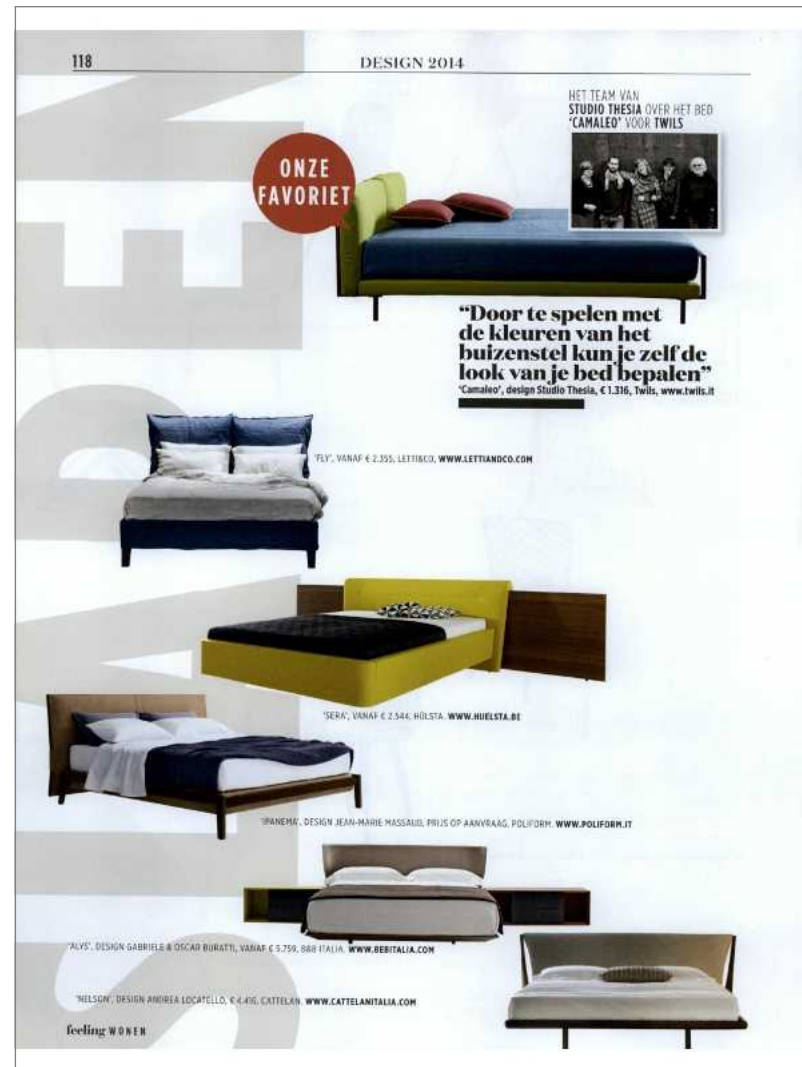 118
DESIGN 2014
HET TEAM VAN
STUDIO THESIA OVER HET BED
‘CAMALEO’ VOOR TWILS
ONZE
FAVORIET
“Door te spelen met
de kleuren van het
buizenstel kun je zelf de
look van je bed bepalen”
‘Camaleo’, design Studio Thesia, € 1.316, Twils, www.twils.it
‘FLY’, VANAF € 2.355, LETTI&CO, WWW.LETTIANDCO.COM
‘SERA’, VANAF € 2.544, HÜLSTA. WWW.HUELSTA.BE
‘IPANEMA’, DESIGN JEAN-MARIE MASSAUD, PRIJS OP AANVRAAG, POLIFORM. WWW.POLIFORM.IT
‘ALYS’, DESIGN GABRIELE & OSCAR BURATTI, VANAF € 5.759, B&B ITALIA. WWW.BEBITALIA.COM
‘NELSON’, DESIGN ANDREA LOCATELLO, € 4.416, CATTELAN. WWW.CATTELANITALIA.COM
feeling WONEN
SLAPEN